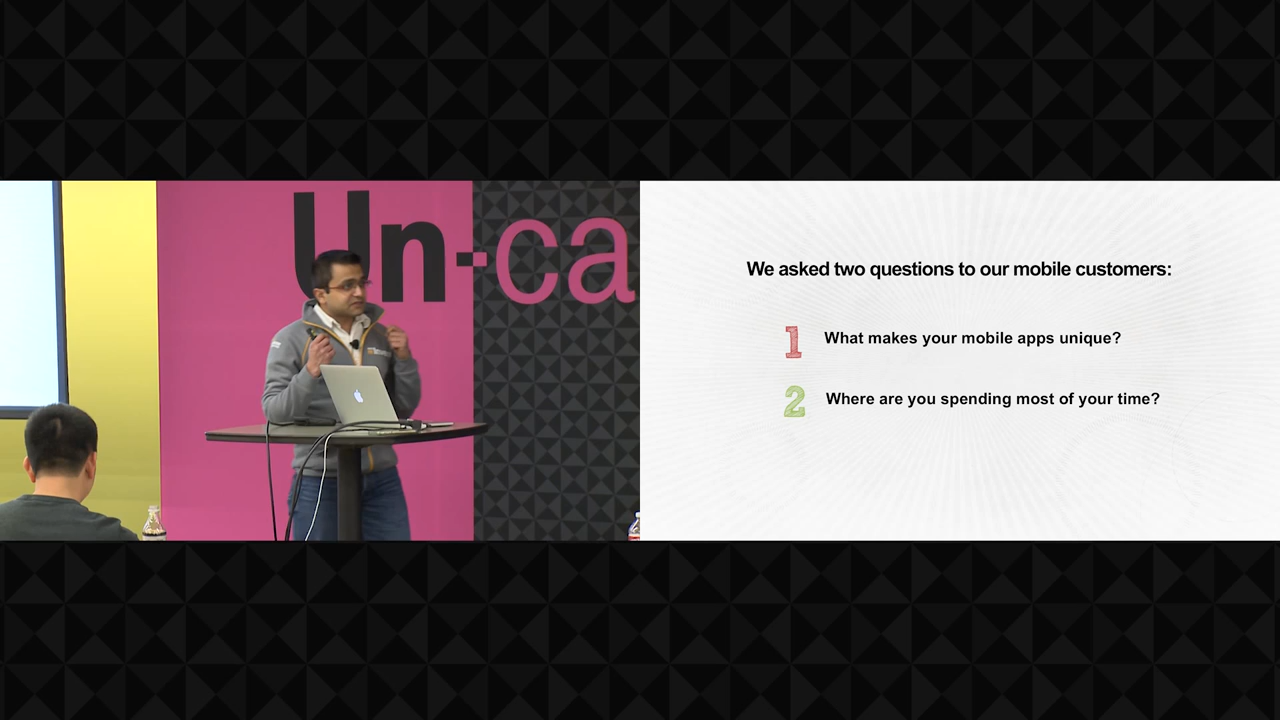 Un-ca
We asked two questions to our mobile customers:
1 What makes your mobile apps unique?
2 Where are you spending most of your time?